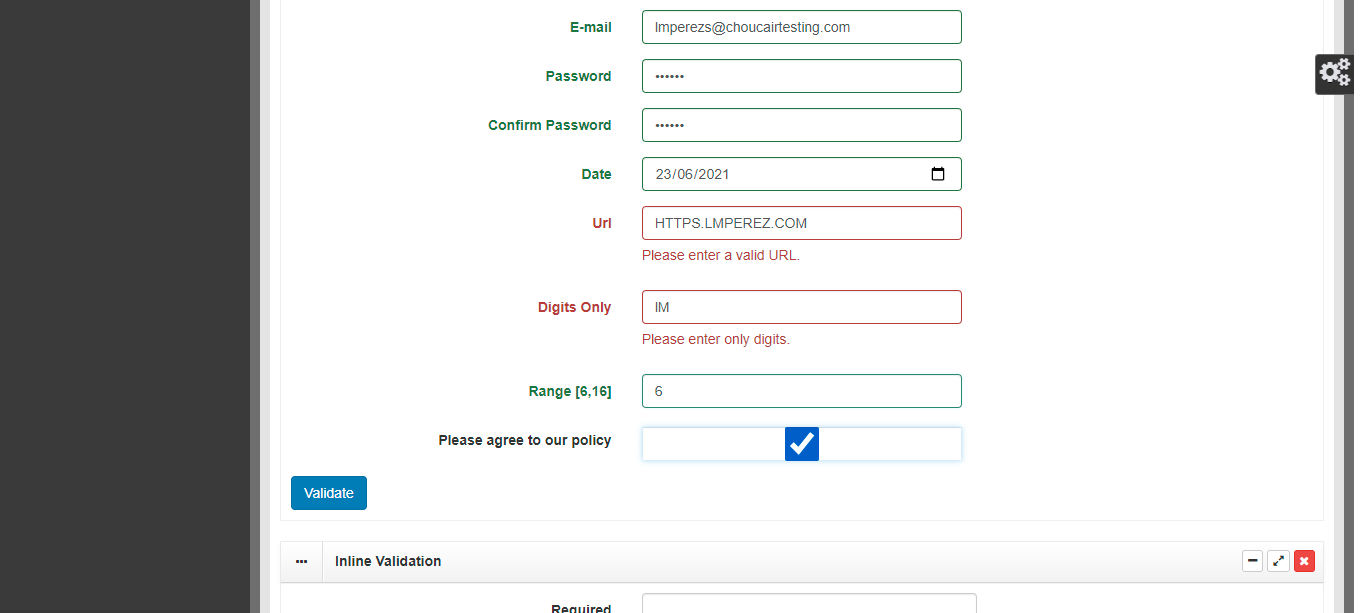 E-mail lmperezs@choucairtesting.com
Password ••••••
Confirm Password ••••••
Date 23/06/2021
Url HTTPS.LMPEREZ.COM
Please enter a valid URL.
Digits Only lM
Please enter only digits.
Range [6,16] 6
Please agree to our policy
Validate
Inline Validation
Required